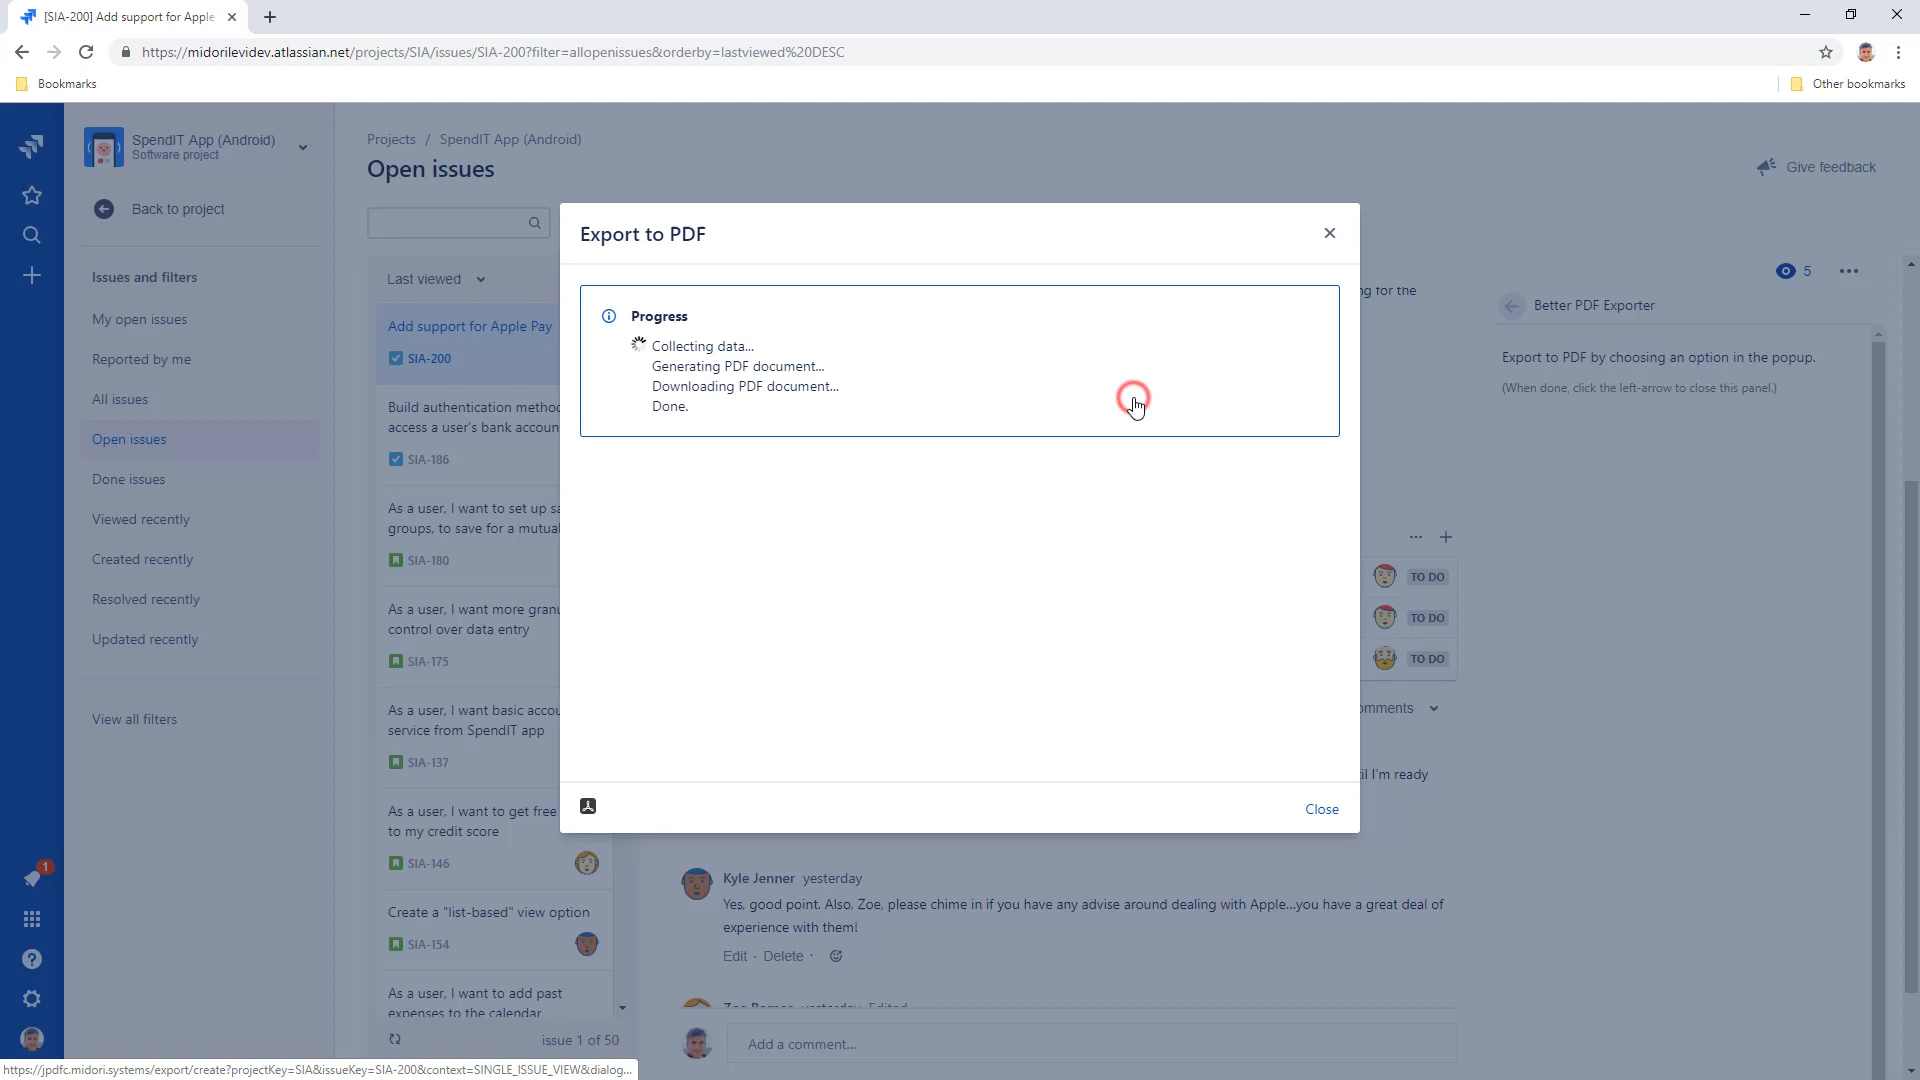 [SIA-200] Add support for Apple
https://midorilevidev.atlassian.net/projects/SIA/issues/SIA-200?filter=allopenissues&orderby=lastviewed%20DESC
Bookmarks
Other bookmarks
SpendIT App (Android)
Software project
Back to project
Issues and filters
My open issues
Reported by me
All issues
Open issues
Done issues
Viewed recently
Created recently
Resolved recently
Updated recently
View all filters
1
Projects / SpendIT App (Android)
Open issues
Give feedback
Last viewed
Add support for Apple Pay
SIA-200
Build authentication method
access a user's bank accoun
SIA-186
As a user, I want to set up sa
groups, to save for a mutual
SIA-180
As a user, I want more granu
control over data entry
SIA-175
As a user, I want basic accou
service from SpendIT app
SIA-137
As a user, I want to get free
to my credit score
SIA-146
Create a "list-based" view option
SIA-154
As a user, I want to add past
expenses to the calendar
issue 1 of 50
Export to PDF
Progress
Collecting data...
Generating PDF document...
Downloading PDF document...
Done.
Close
ng for the
5
TO DO
TO DO
TO DO
omments
til I'm ready
Kyle Jenner yesterday
Yes, good point. Also, Zoe, please chime in if you have any advise around dealing with Apple...you have a great deal of
experience with them!
Edit · Delete ·
yesterday Edited
Add a comment...
Better PDF Exporter
Export to PDF by choosing an option in the popup.
(When done, click the left-arrow to close this panel.)
https://jpdfc.midori.systems/export/create?projectKey=SIA&issueKey=SIA-200&context=SINGLE_ISSUE_VIEW&dialog...